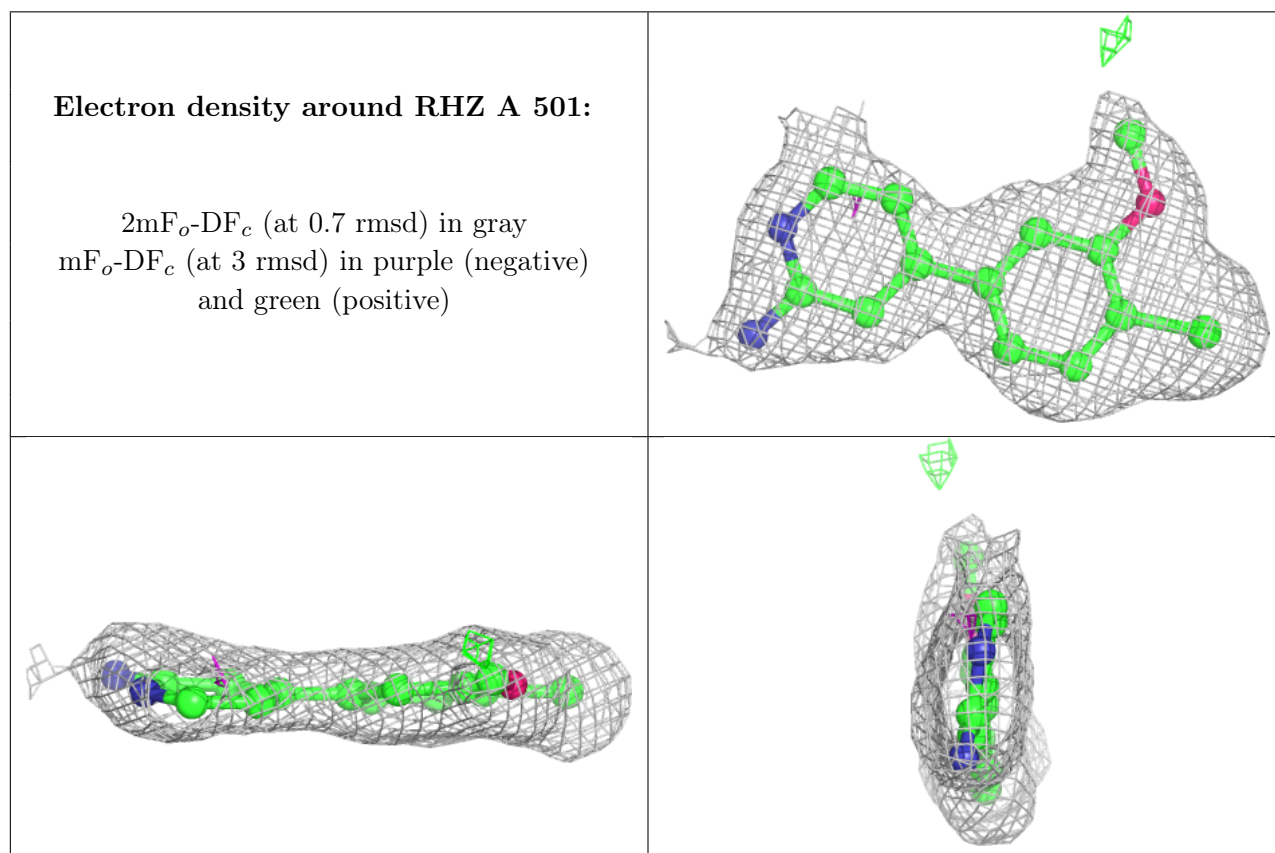 Electron density around RHZ A 501:
2mFo-DFc (at 0.7 rmsd) in gray
mFo-DFc (at 3 rmsd) in purple (negative)
and green (positive)